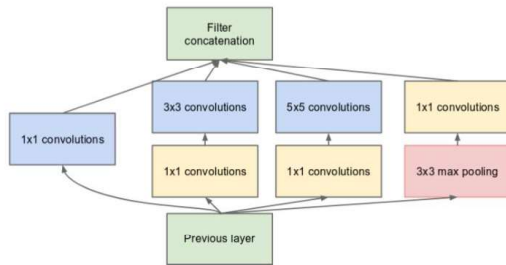 Filter
concatenation
3x3 convolutions
5x5 convolutions
1x1 convolutions
1x1 convolutions
1x1 convolutions
1x1 convolutions
3x3 max pooling
Previous layer